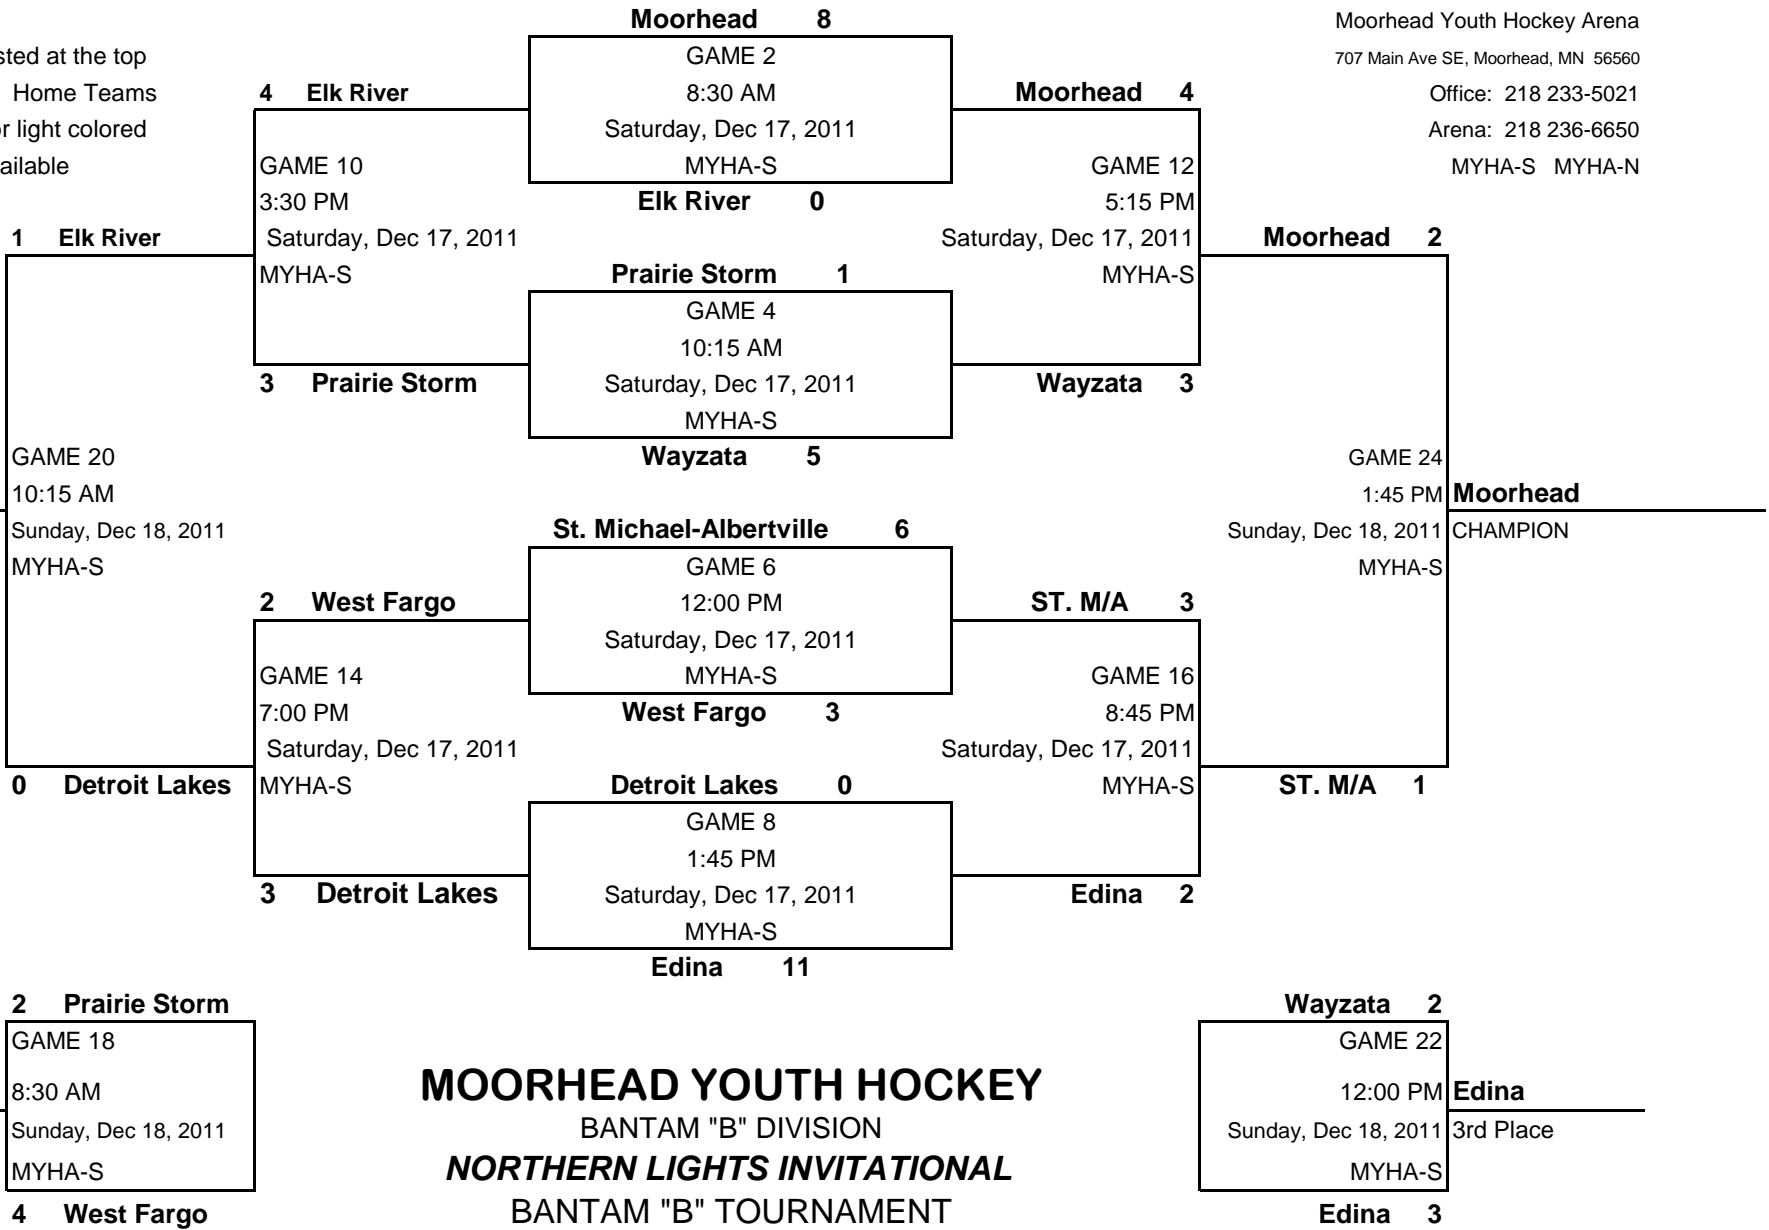 Moorhead 8
Moorhead Youth Hockey Arena
sted at the top
GAME 2
707 Main Ave SE, Moorhead, MN 56560
Home Teams
4 Elk River
8:30 AM
Moorhead 4
Office: 218 233-5021
r light colored
Saturday, Dec 17, 2011
Arena: 218 236-6650
ailable
GAME 10
MYHA-S
GAME 12
MYHA-S MYHA-N
3:30 PM
Elk River 0
5:15 PM
1 Elk River
Saturday, Dec 17, 2011
Saturday, Dec 17, 2011
Moorhead 2
MYHA-S
Prairie Storm 1
MYHA-S
GAME 4
10:15 AM
3 Prairie Storm
Saturday, Dec 17, 2011
Wayzata 3
MYHA-S
GAME 20
Wayzata 5
GAME 24
10:15 AM
1:45 PM
Moorhead
Sunday, Dec 18, 2011
St. Michael-Albertville 6
Sunday, Dec 18, 2011
CHAMPION
MYHA-S
GAME 6
MYHA-S
2 West Fargo
12:00 PM
ST. M/A 3
Saturday, Dec 17, 2011
GAME 14
MYHA-S
GAME 16
7:00 PM
West Fargo 3
8:45 PM
Saturday, Dec 17, 2011
Saturday, Dec 17, 2011
0 Detroit Lakes
MYHA-S
Detroit Lakes 0
MYHA-S
ST. M/A 1
GAME 8
1:45 PM
3 Detroit Lakes
Saturday, Dec 17, 2011
Edina 2
MYHA-S
Edina 11
2 Prairie Storm
Wayzata 2
GAME 18
GAME 22
8:30 AM
MOORHEAD YOUTH HOCKEY
12:00 PM
Edina
Sunday, Dec 18, 2011
BANTAM "B" DIVISION
Sunday, Dec 18, 2011
3rd Place
MYHA-S
NORTHERN LIGHTS INVITATIONAL
MYHA-S
4 West Fargo
BANTAM "B" TOURNAMENT
Edina 3